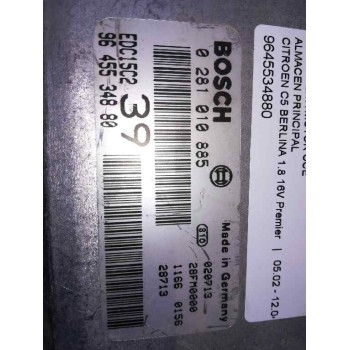 BOSCH
0 281 010 885
EDC15C2
39
96 455 348 80
810
020713
28FM0000
1166 0156
28713
Made in Germany
ALMACEN PRINCIPAL
CITROEN C5 BERLINA 1.8 16V Premier | 05.02 - 12.0
9645534880